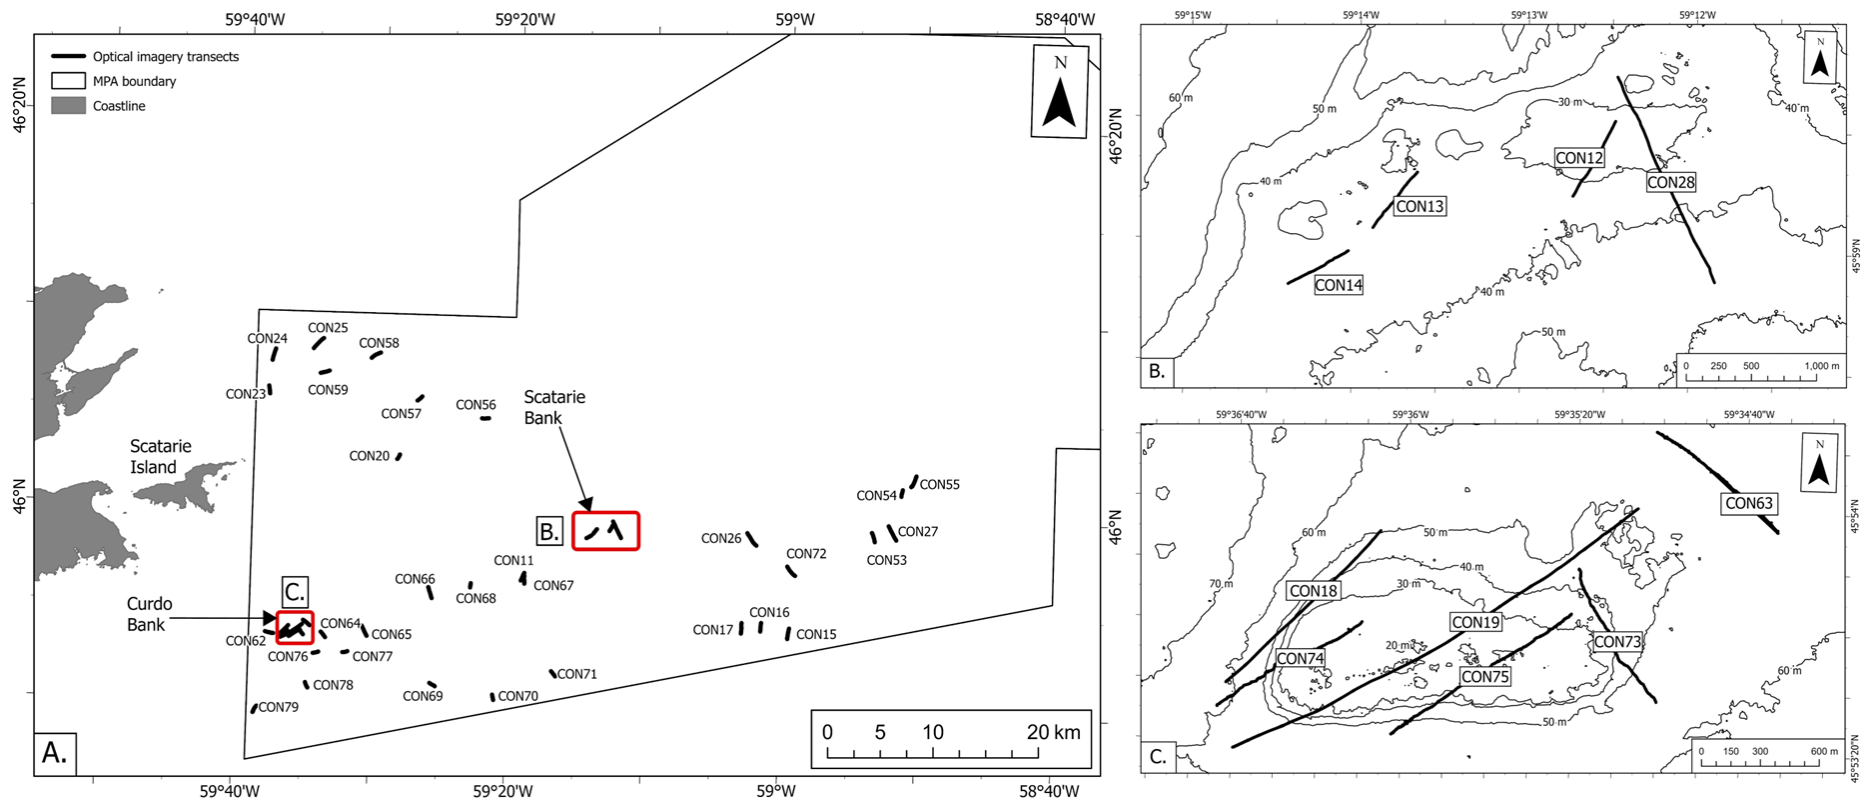 59°40'W
59°20'W
59°W
58°40'W
Optical imagery transects
MPA boundary
Coastline
N
46°20'N
46°20'N
CON24
CON25
CON58
CON23
CON59
CON57
CON56
CON20
Scatarie
Bank
Scatarie
Island
46°N
46°N
CON54
CON55
B.
CON26
CON27
CON53
CON72
CON11
CON67
CON66
CON68
C.
Curdo
Bank
CON64
CON62
CON65
CON76
CON77
CON16
CON17
CON15
CON78
CON69
CON70
CON71
CON79
0 5 10 20 km
A.
59°40'W
59°20'W
59°W
58°40'W
59°15'W
59°14'W
59°13'W
59°12'W
N
60 m
50 m
30 m
40 m
CON12
40 m
CON28
CON13
45°59'N
CON14
40 m
50 m
B.
0 250 500 1,000 m
59°36'40"W
59°36'W
59°35'20"W
59°34'40"W
N
CON63
45°54'N
60 m
50 m
40 m
70 m
30 m
CON18
CON19
20 m
CON73
CON74
CON75
60 m
50 m
C.
0 150 300 600 m
45°53'20"N